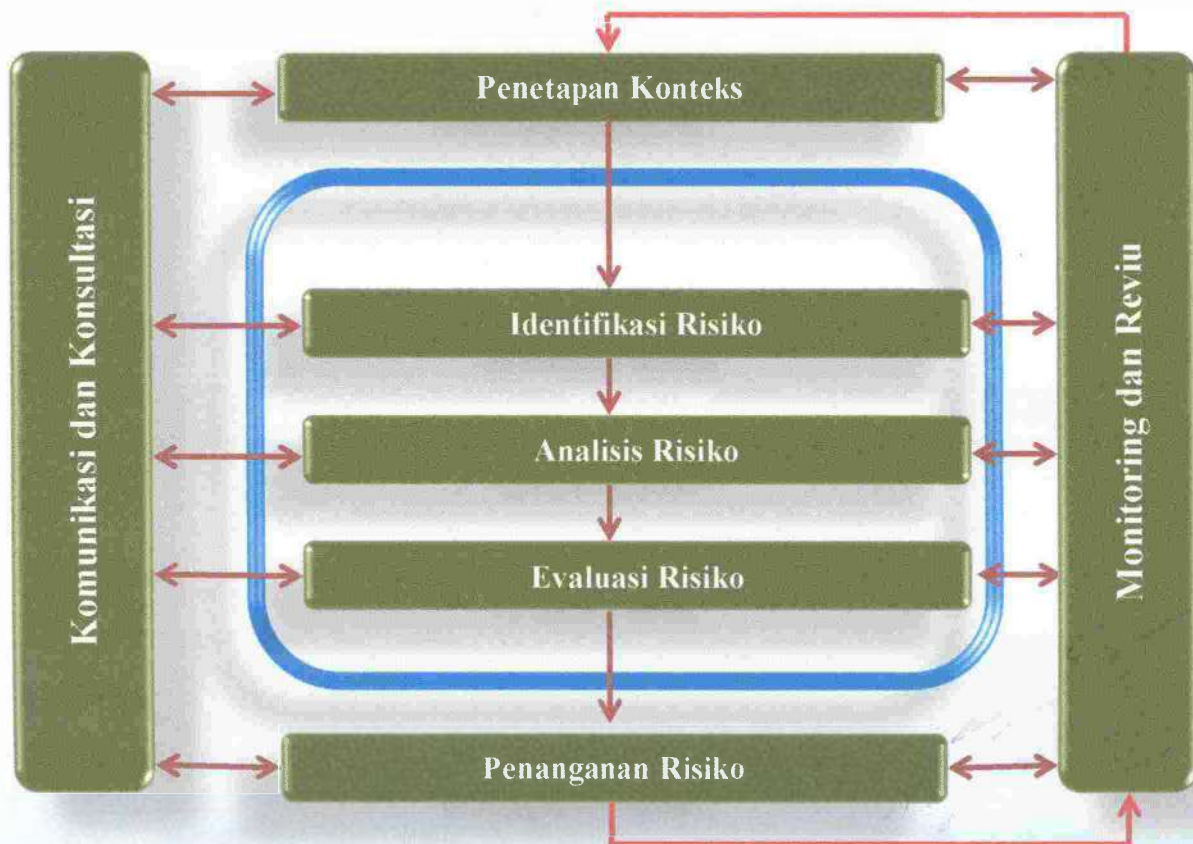 Penetapan Konteks
Komunikasi dan Konsultasi
Identifikasi Risiko
Analisis Risiko
Evaluasi Risiko
Penanganan Risiko
Monitoring dan Reviu